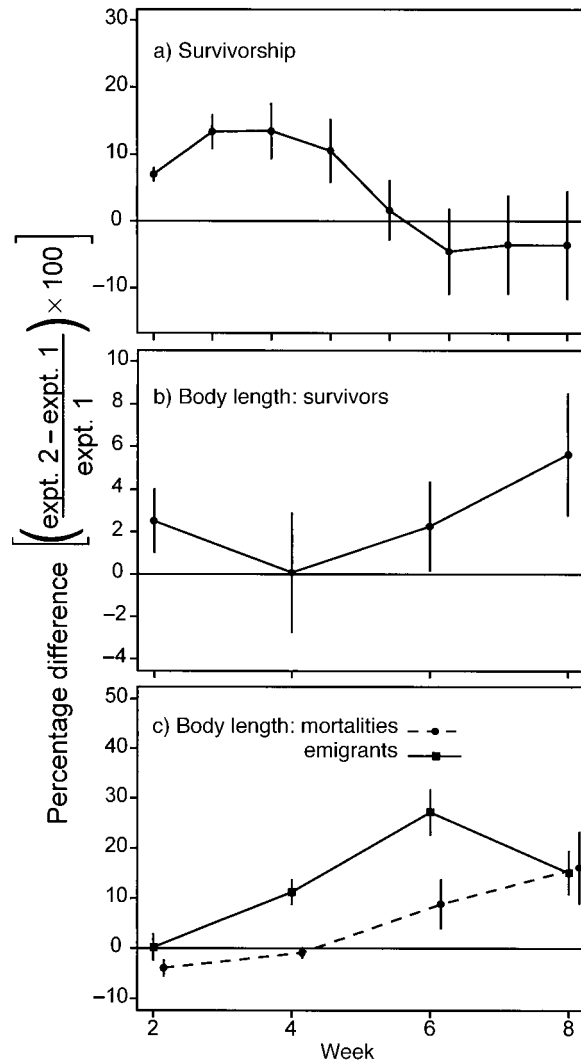 Percentage difference [(expt. 2 – expt. 1 / expt. 1) × 100]
a) Survivorship
30
20
10
0
–10
b) Body length: survivors
10
8
6
4
2
0
–2
–4
c) Body length: mortalities
emigrants
50
40
30
20
10
0
–10
2 4 6 8
Week